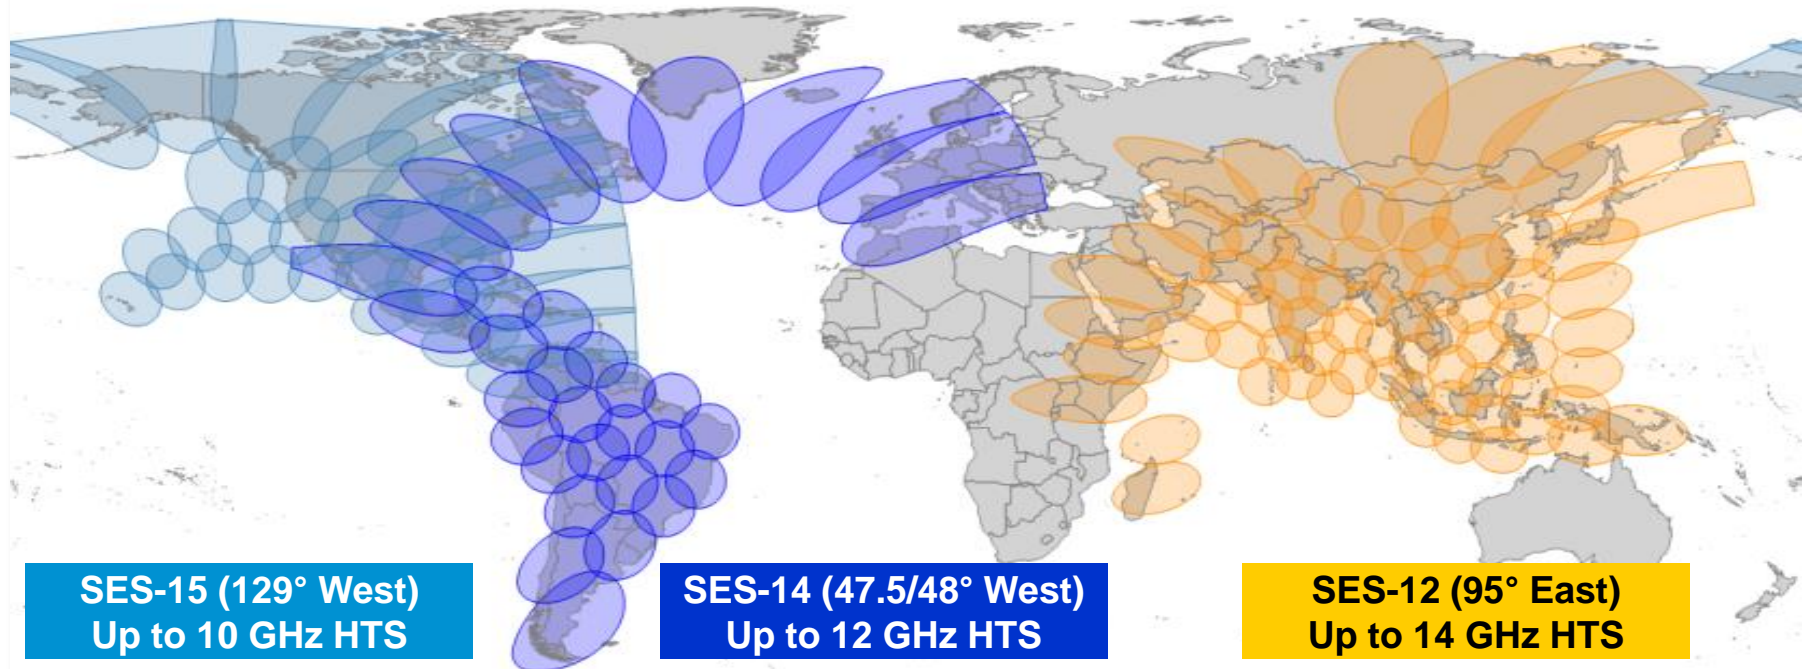 SES-15 (129° West)
Up to 10 GHz HTS
SES-14 (47.5/48° West)
Up to 12 GHz HTS
SES-12 (95° East)
Up to 14 GHz HTS